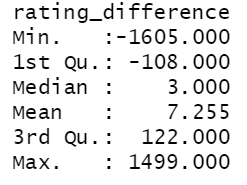 rating_difference
Min.   :-1605.000
1st Qu.: -108.000
Median :    3.000
Mean   :    7.255
3rd Qu.:  122.000
Max.   : 1499.000